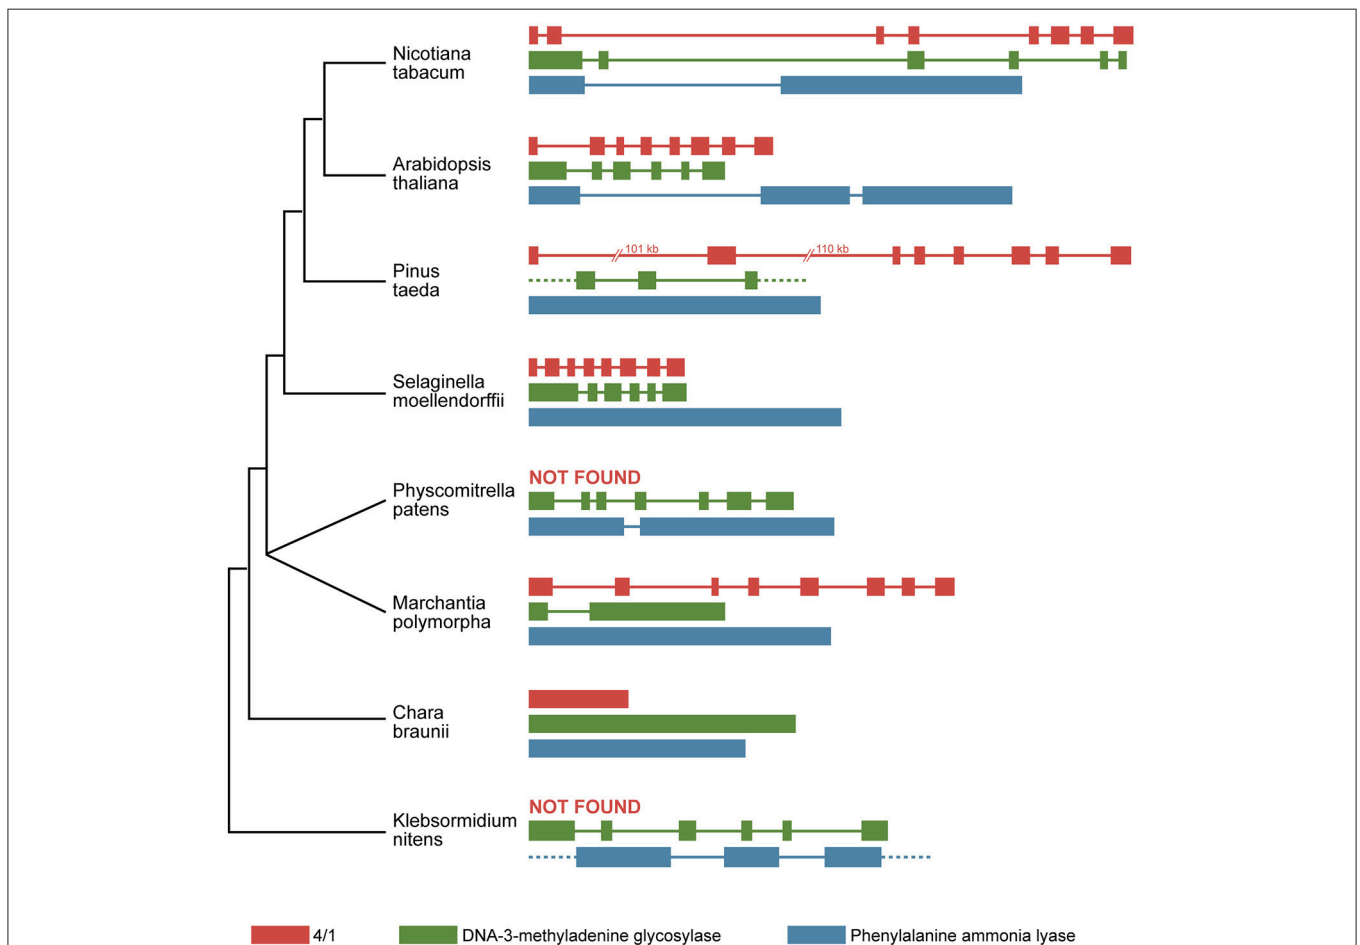 Nicotiana
tabacum
Arabidopsis
thaliana
101 kb
110 kb
Pinus
taeda
Selaginella
moellendorffii
NOT FOUND
Physcomitrella
patens
Marchantia
polymorpha
Chara
braunii
NOT FOUND
Klebsormidium
nitens
4/1
DNA-3-methyladenine glycosylase
Phenylalanine ammonia lyase